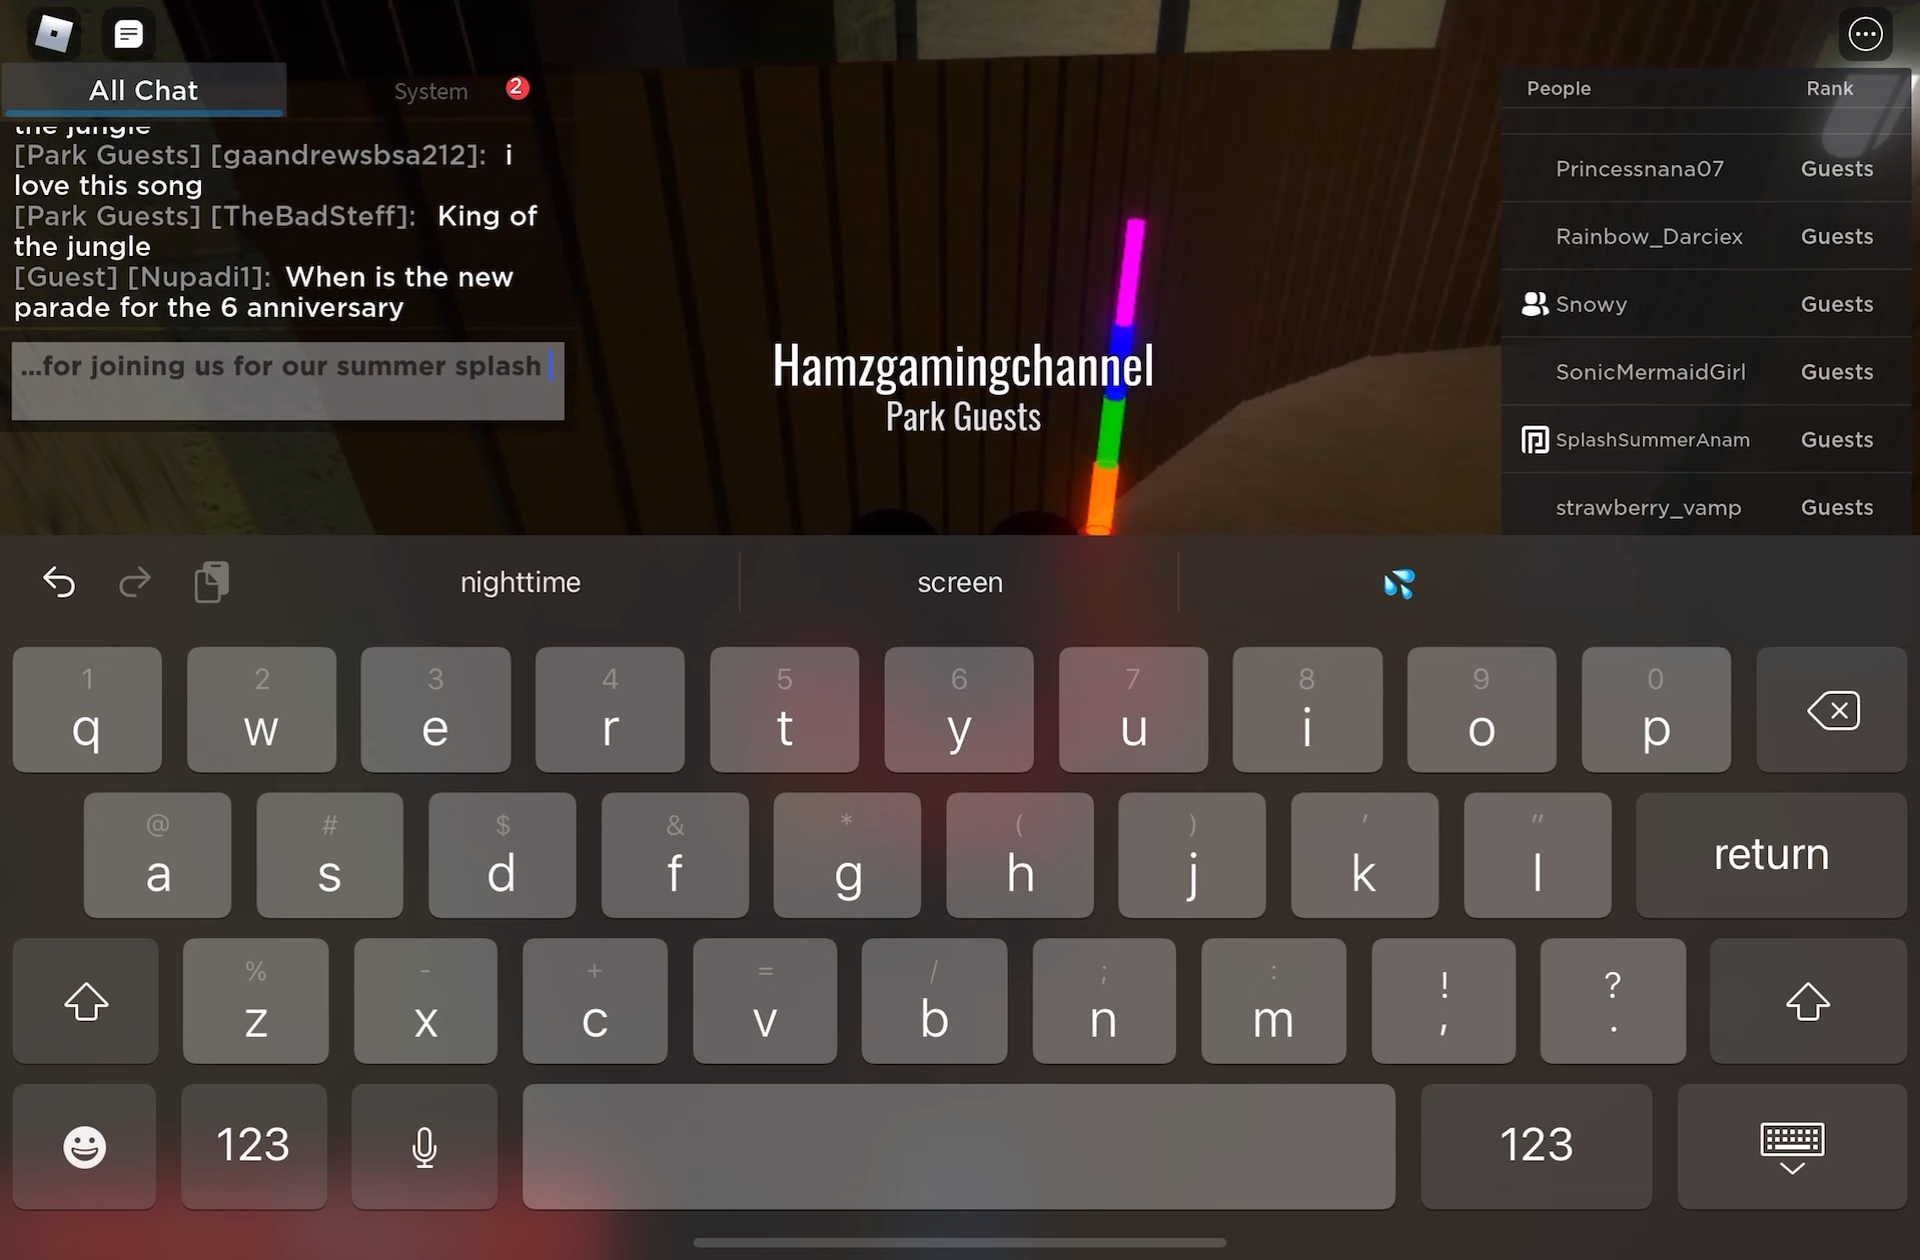 All Chat
System
2
the jungle
[Park Guests] [gaandrewsbsa212]: i
love this song
[Park Guests] [TheBadSteff]: King of
the jungle
[Guest] [Nupadi1]: When is the new
parade for the 6 anniversary
...for joining us for our summer splash
Hamzgamingchannel
Park Guests
People Rank
Princessnana07 Guests
Rainbow_Darciex Guests
Snowy Guests
SonicMermaidGirl Guests
SplashSummerAnam Guests
strawberry_vamp Guests
nighttime screen 💦
1 2 3 4 5 6 7 8 9 0
q w e r t y u i o p
@ # $ & * ( ) ' "
a s d f g h j k l return
% - + = / ; : ! ?
z x c v b n m , .
123 123